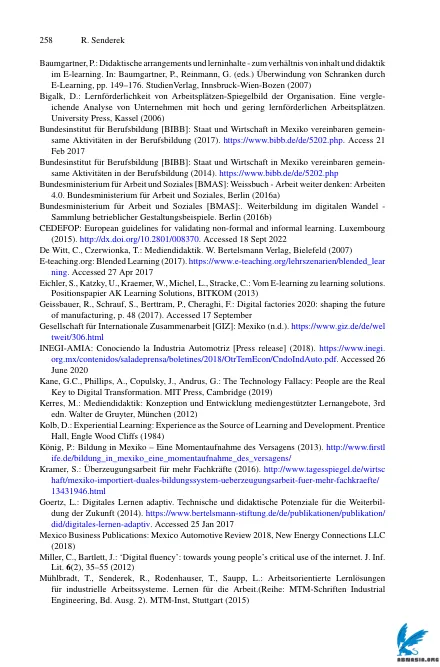 258 R. Senderek
Baumgartner, P.: Didaktische arrangements und lerninhalte - zum verhältnis von inhalt und didaktik
im E-learning. In: Baumgartner, P., Reinmann, G. (eds.) Überwindung von Schranken durch
E-Learning, pp. 149–176. StudienVerlag, Innsbruck-Wien-Bozen (2007)
Bigalk, D.: Lernförderlichkeit von Arbeitsplätzen-Spiegelbild der Organisation. Eine vergle-
ichende Analyse von Unternehmen mit hoch und gering lernförderlichen Arbeitsplätzen.
University Press, Kassel (2006)
Bundesinstitut für Berufsbildung [BIBB]: Staat und Wirtschaft in Mexiko vereinbaren gemein-
same Aktivitäten in der Berufsbildung (2017). https://www.bibb.de/de/5202.php. Access 21
Feb 2017
Bundesinstitut für Berufsbildung [BIBB]: Staat und Wirtschaft in Mexiko vereinbaren gemein-
same Aktivitäten in der Berufsbildung (2014). https://www.bibb.de/de/5202.php
Bundesministerium für Arbeit und Soziales [BMAS]: Weissbuch - Arbeit weiter denken: Arbeiten
4.0. Bundesministerium für Arbeit und Soziales, Berlin (2016a)
Bundesministerium für Arbeit und Soziales [BMAS]:. Weiterbildung im digitalen Wandel -
Sammlung betrieblicher Gestaltungsbeispiele. Berlin (2016b)
CEDEFOP: European guidelines for validating non-formal and informal learning. Luxembourg
(2015). http://dx.doi.org/10.2801/008370. Accessed 18 Sept 2022
De Witt, C., Czerwionka, T.: Mediendidaktik. W. Bertelsmann Verlag, Bielefeld (2007)
E-teaching.org: Blended Learning (2017). https://www.e-teaching.org/lehrszenarien/blended_lear
ning. Accessed 27 Apr 2017
Eichler, S., Katzky, U., Kraemer, W., Michel, L., Stracke, C.: Vom E-learning zu learning solutions.
Positionspapier AK Learning Solutions, BITKOM (2013)
Geissbauer, R., Schrauf, S., Bertram, P., Cheraghi, F.: Digital factories 2020: shaping the future
of manufacturing, p. 48 (2017). Accessed 17 September
Gesellschaft für Internationale Zusammenarbeit [GIZ]: Mexiko (n.d.). https://www.giz.de/de/wel
tweit/306.html
INEGI-AMIA: Conociendo la Industria Automotriz [Press release] (2018). https://www.inegi.
org.mx/contenidos/saladeprensa/boletines/2018/OtrTemEcon/CndoIndAuto.pdf. Accessed 26
June 2020
Kane, G.C., Phillips, A., Copulsky, J., Andrus, G.: The Technology Fallacy: People are the Real
Key to Digital Transformation. MIT Press, Cambridge (2019)
Kerres, M.: Mediendidaktik: Konzeption und Entwicklung mediengestützter Lernangebote, 3rd
edn. Walter de Gruyter, München (2012)
Kolb, D.: Experiential Learning: Experience as the Source of Learning and Development. Prentice
Hall, Engle Wood Cliffs (1984)
König, P.: Bildung in Mexiko – Eine Momentaufnahme des Versagens (2013). http://www.firstl
ife.de/bildung_in_mexiko_eine_momentaufnahme_des_versagens/
Kramer, S.: Überzeugungsarbeit für mehr Fachkräfte (2016). http://www.tagesspiegel.de/wirtsc
haft/mexiko-importiert-duales-bildungssystem-ueberzeugungsarbeit-fuer-mehr-fachkraefte/
13431946.html
Goertz, L.: Digitales Lernen adaptiv. Technische und didaktische Potenziale für die Weiterbil-
dung der Zukunft (2014). https://www.bertelsmann-stiftung.de/de/publikationen/publikation/
did/digitales-lernen-adaptiv. Accessed 25 Jan 2017
Mexico Business Publications: Mexico Automotive Review 2018, New Energy Connections LLC
(2018)
Miller, C., Bartlett, J.: ‘Digital fluency’: towards young people’s critical use of the internet. J. Inf.
Lit. 6(2), 35–55 (2012)
Mühlbradt, T., Senderek, R., Rodenhauser, T., Saupp, L.: Arbeitsorientierte Lernlösungen
für industrielle Arbeitssysteme. Lernen für die Arbeit.(Reihe: MTM-Schriften Industrial
Engineering, Bd. Ausg. 2). MTM-Inst, Stuttgart (2015)